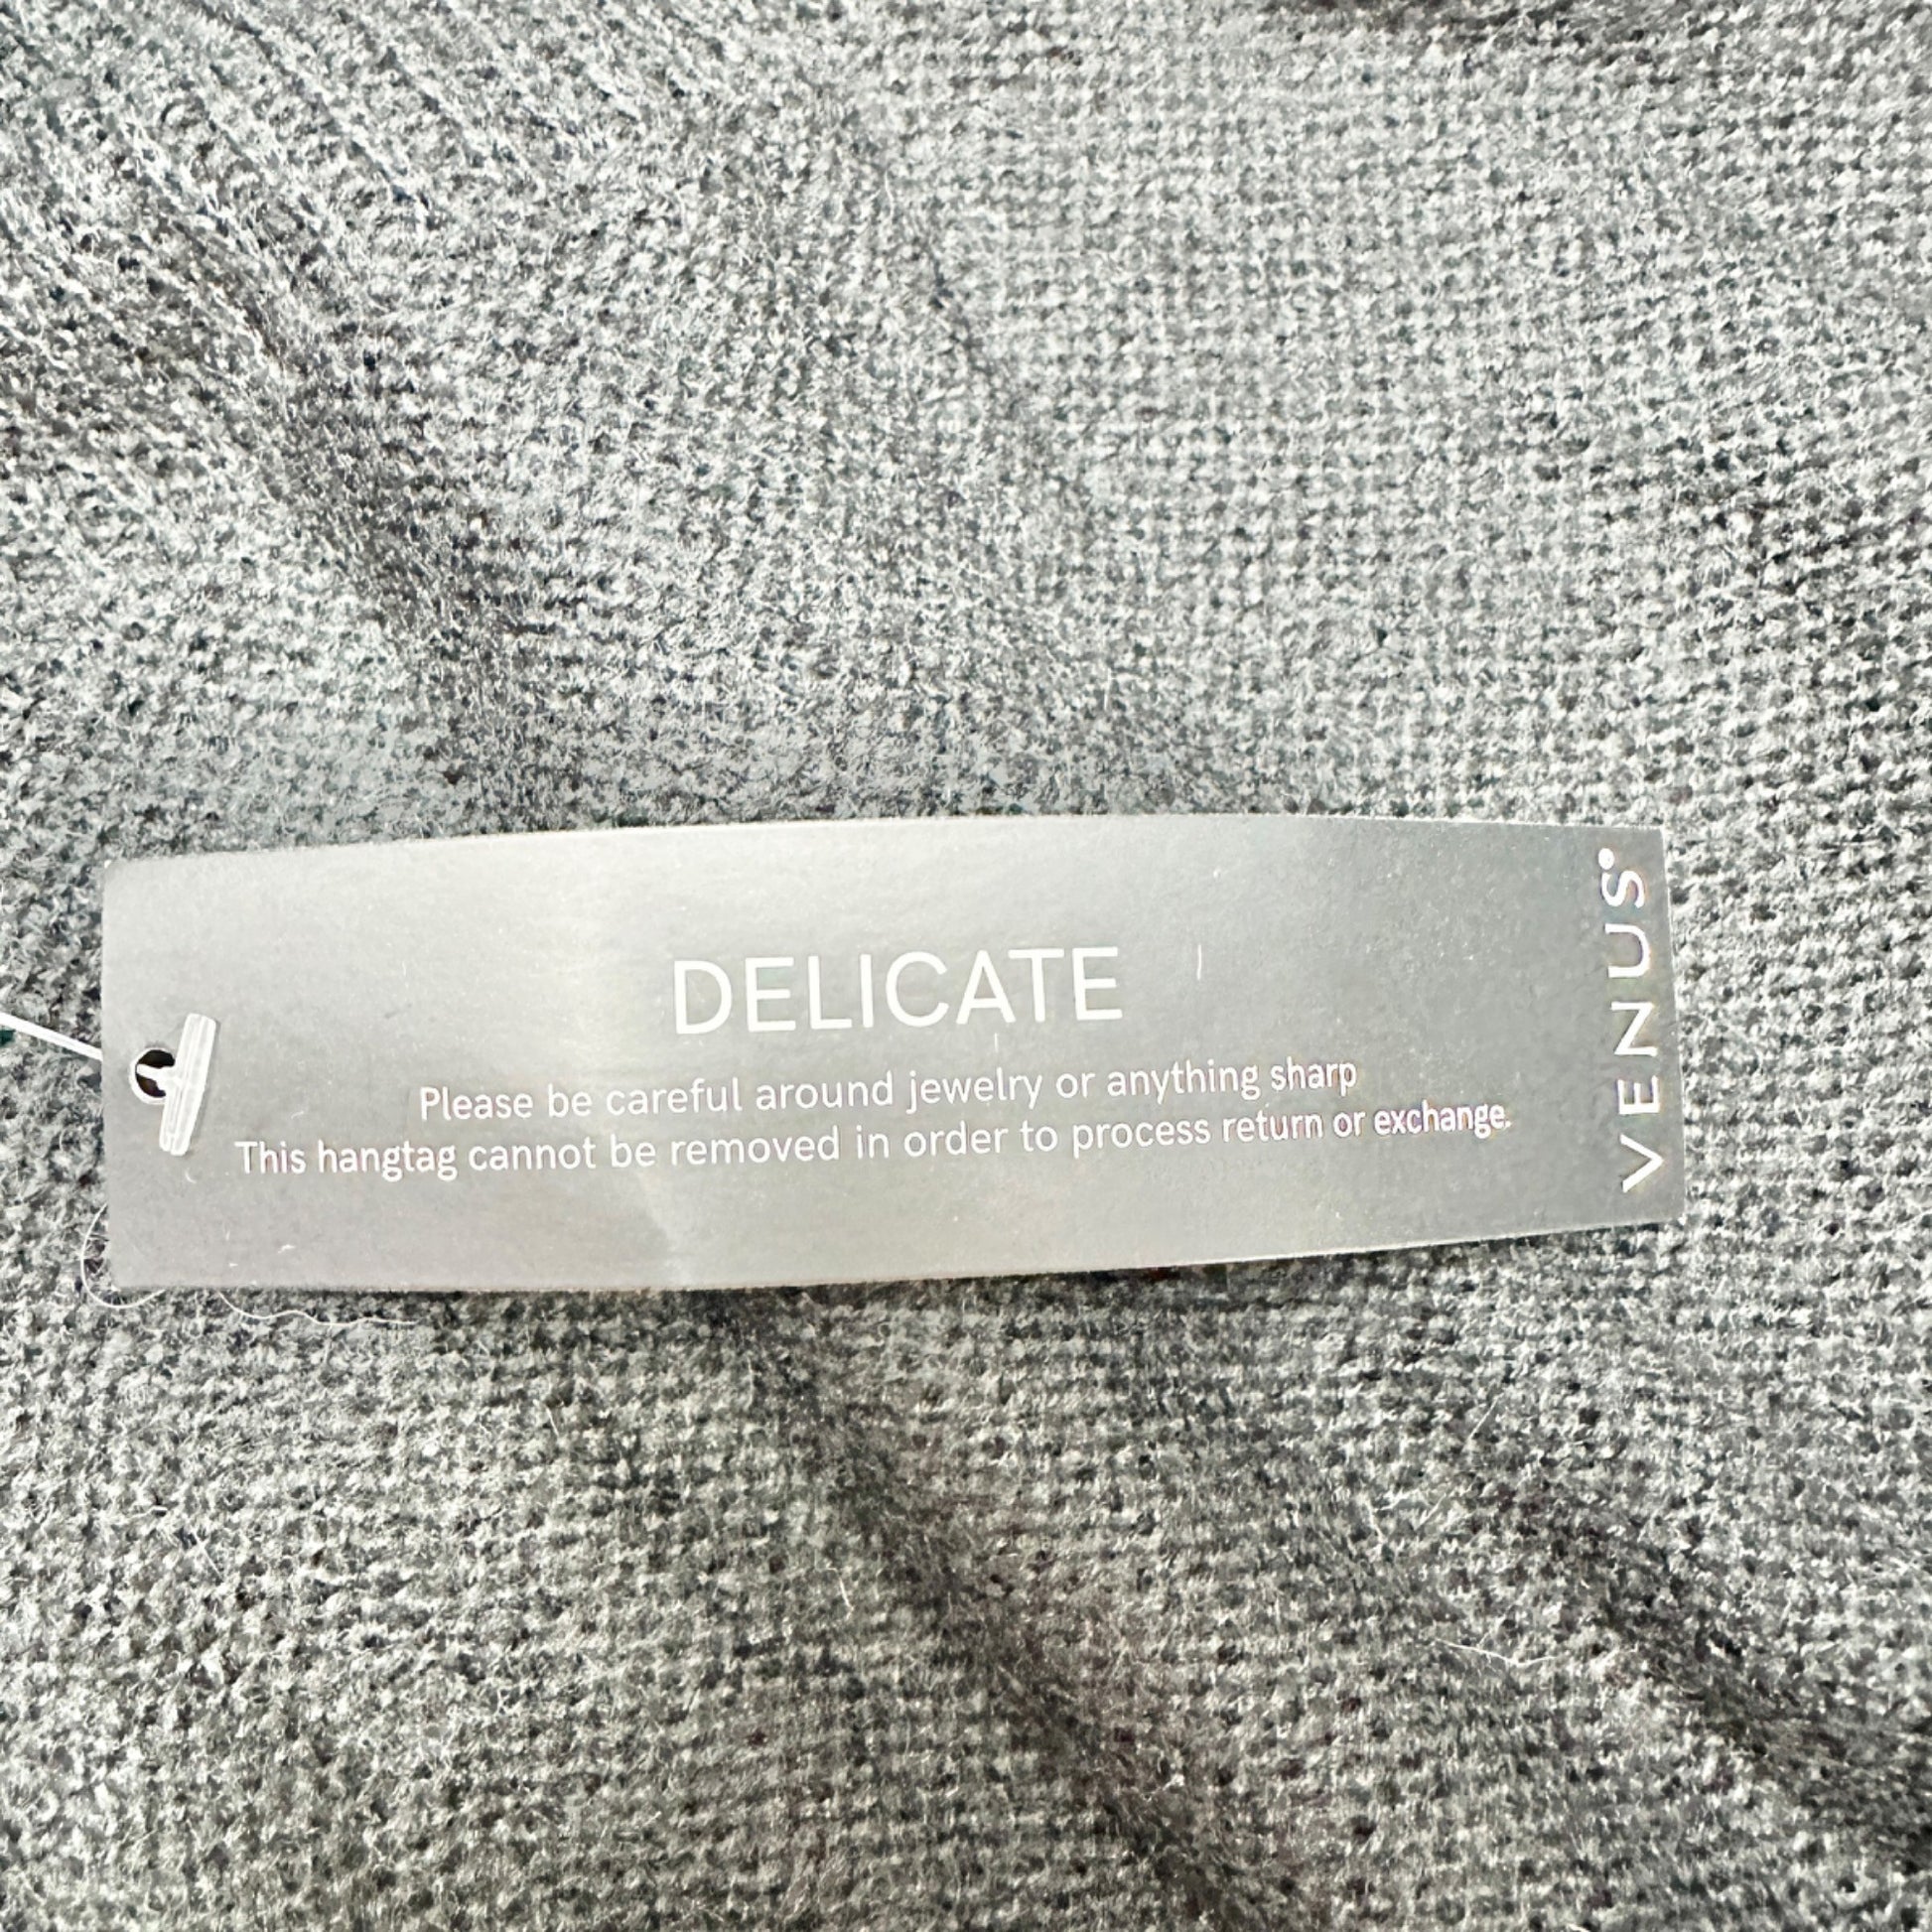 DELICATE
Please be careful around jewelry or anything sharp
This hangtag cannot be removed in order to process return or exchange.
VENUS®